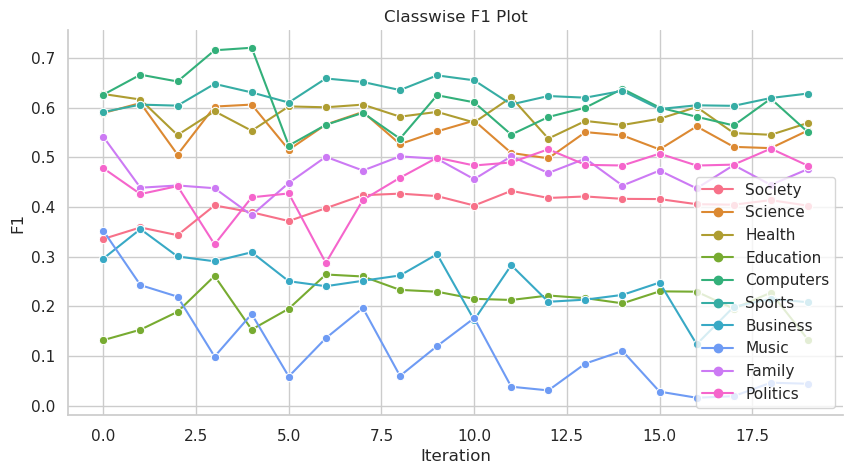 Classwise F1 Plot
F1
0.7
0.6
0.5
0.4
0.3
0.2
0.1
0.0
0.0 2.5 5.0 7.5 10.0 12.5 15.0 17.5
Iteration
Society
Science
Health
Education
Computers
Sports
Business
Music
Family
Politics